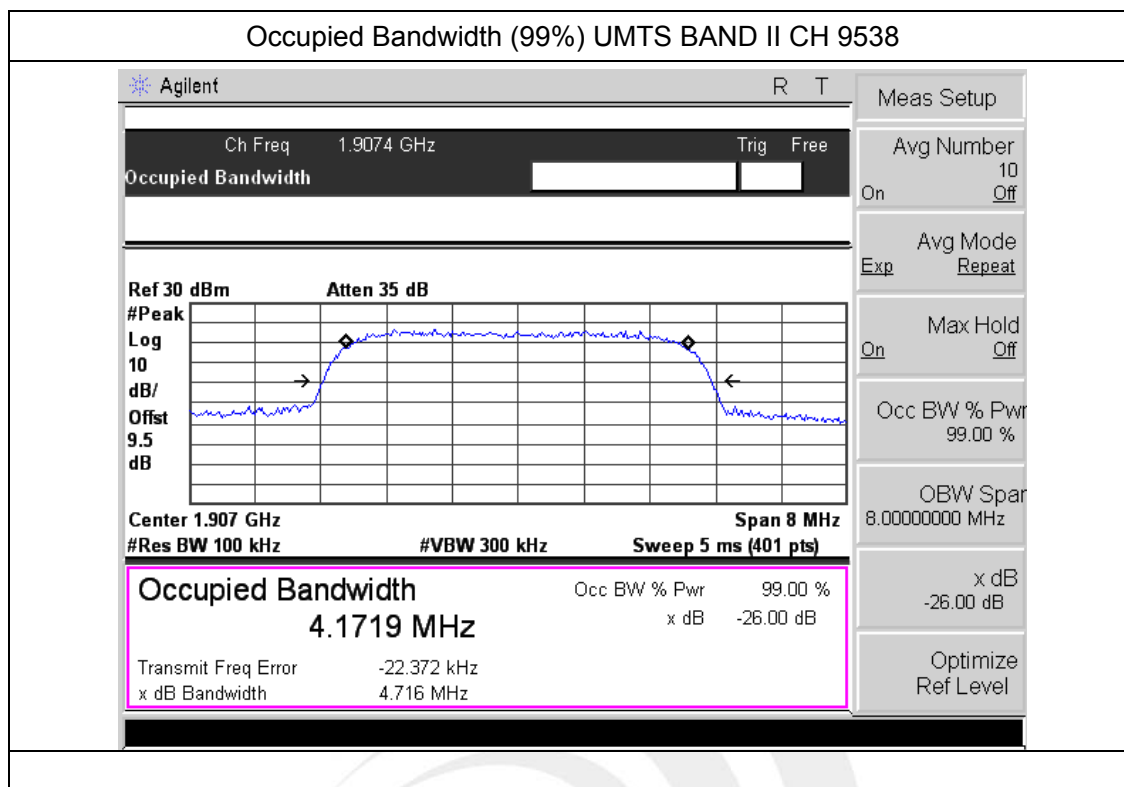 Occupied Bandwidth (99%) UMTS BAND II CH 9538
Agilent R T
Ch Freq 1.9074 GHz Trig Free
Occupied Bandwidth
Ref 30 dBm Atten 35 dB
#Peak
Log
10
dB/
Offst
9.5
dB
Center 1.907 GHz Span 8 MHz
#Res BW 100 kHz #VBW 300 kHz Sweep 5 ms (401 pts)
Occupied Bandwidth
4.1719 MHz
Occ BW % Pwr 99.00 %
x dB -26.00 dB
Transmit Freq Error -22.372 kHz
x dB Bandwidth 4.716 MHz
Meas Setup
Avg Number
10
On Off
Avg Mode
Exp Repeat
Max Hold
On Off
Occ BW % Pwr
99.00 %
OBW Span
8.00000000 MHz
x dB
-26.00 dB
Optimize
Ref Level